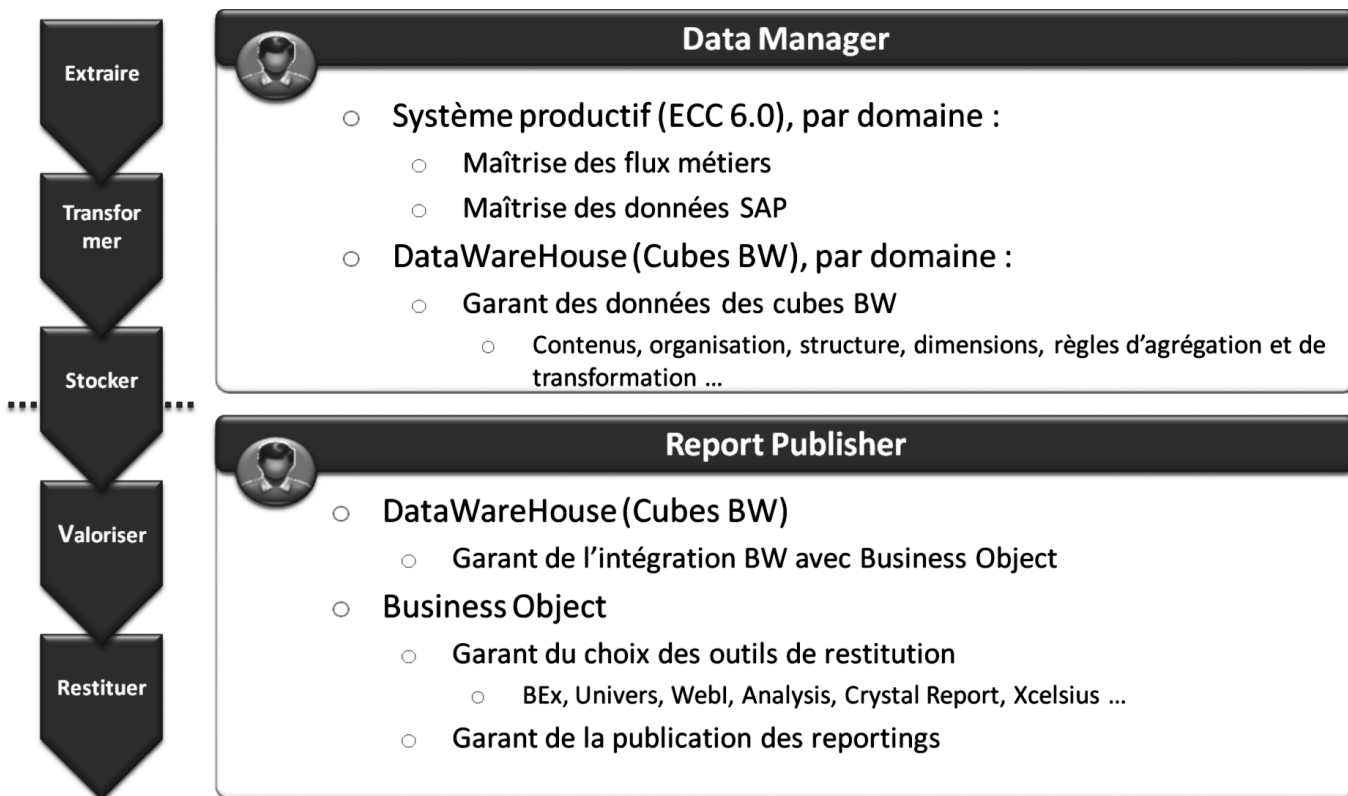 Extraire
Transfor
mer
Stocker
Valoriser
Restituer
Data Manager
Système productif (ECC 6.0), par domaine :
Maîtrise des flux métiers
Maîtrise des données SAP
DataWareHouse (Cubes BW), par domaine :
Garant des données des cubes BW
Contenus, organisation, structure, dimensions, règles d'agrégation et de
transformation ...
Report Publisher
DataWareHouse (Cubes BW)
Garant de l'intégration BW avec Business Object
Business Object
Garant du choix des outils de restitution
BEx, Univers, WebI, Analysis, Crystal Report, Xcelsius ...
Garant de la publication des reportings